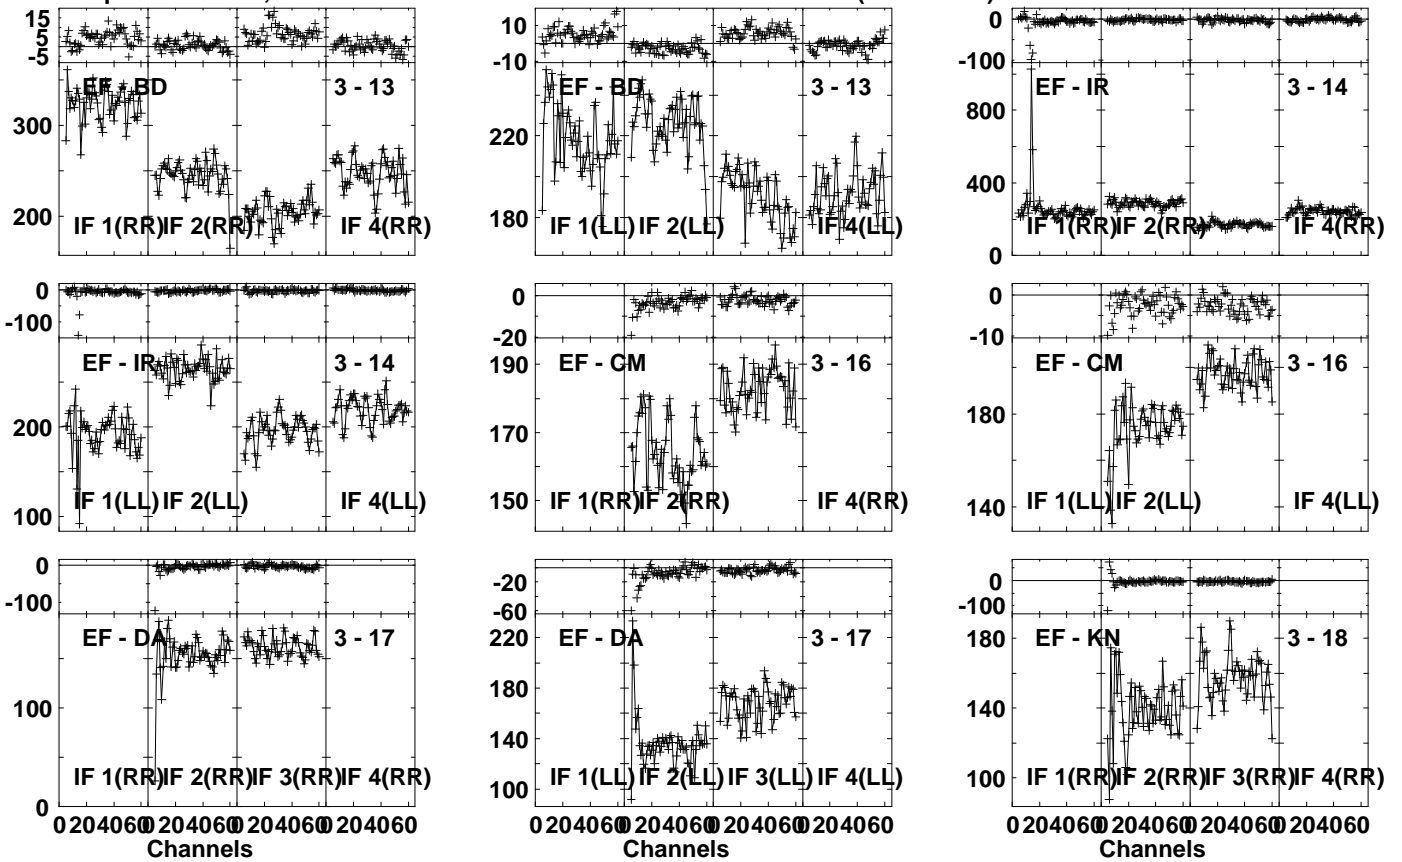 15
5
-5
10
-10
0
-100
EF - BD 3 - 13
EF - BD 3 - 13
EF - IR 3 - 14
300
200
220
180
800
400
0
IF 1(RR) IF 2(RR) IF 4(RR)
IF 1(LL) IF 2(LL) IF 4(LL)
IF 1(RR) IF 2(RR) IF 4(RR)
0
-100
0
-20
0
-10
EF - IR 3 - 14
EF - CM 3 - 16
EF - CM 3 - 16
200
100
190
170
150
180
140
IF 1(LL) IF 2(LL) IF 4(LL)
IF 1(RR) IF 2(RR) IF 4(RR)
IF 1(LL) IF 2(LL) IF 4(LL)
0
-100
-20
-60
0
-100
EF - DA 3 - 17
EF - DA 3 - 17
EF - KN 3 - 18
100
0
220
180
140
100
180
140
100
IF 1(RR) IF 2(RR) IF 3(RR) IF 4(RR)
IF 1(LL) IF 2(LL) IF 3(LL) IF 4(LL)
IF 1(RR) IF 2(RR) IF 3(RR) IF 4(RR)
0 204060 0 204060 0 204060 0 204060
0 204060 0 204060 0 204060 0 204060
0 204060 0 204060 0 204060 0 204060
Channels
Channels
Channels